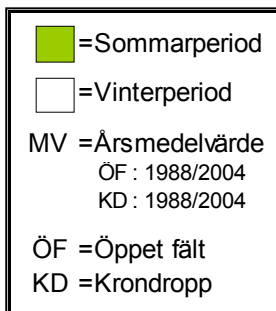 =Sommarperiod
=Vinterperiod
MV =Årsmedelvärde
ÖF : 1988/2004
KD : 1988/2004
ÖF =Öppet fält
KD =Krondropp